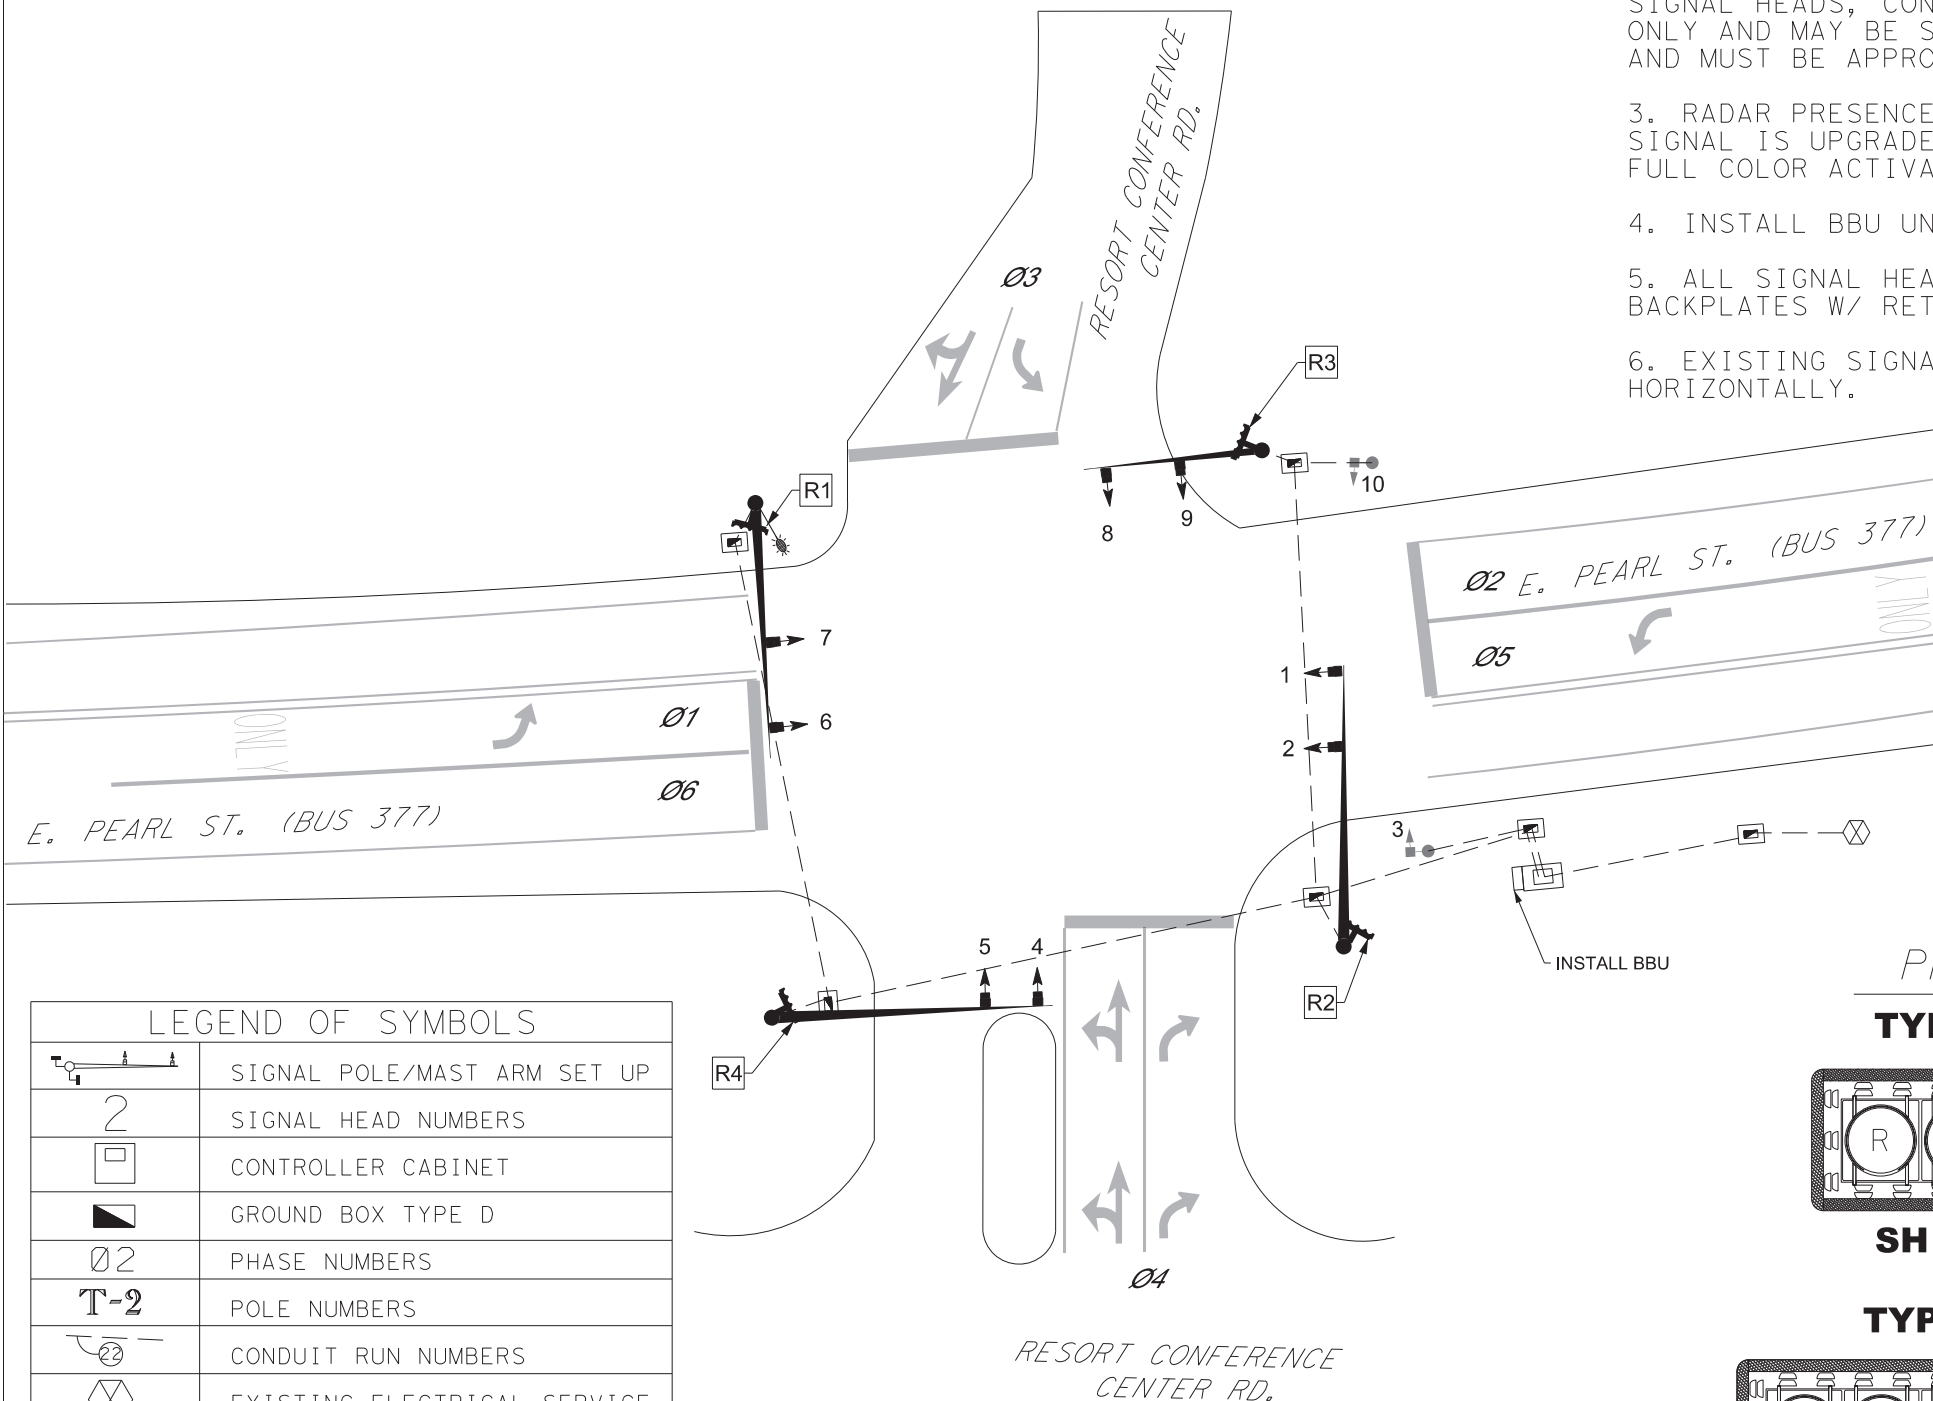 SIGNAL HEADS, CON
ONLY AND MAY BE S
AND MUST BE APPRO
3. RADAR PRESENCE
SIGNAL IS UPGRADE
FULL COLOR ACTIVA
4. INSTALL BBU UN
5. ALL SIGNAL HEA
BACKPLATES W/ RET
6. EXISTING SIGNA
HORIZONTALLY.
RESORT CONFERENCE
CENTER RD.
Ø3
R3
R1
10
8
9
Ø2
E. PEARL ST. (BUS 377)
ONLY
Ø5
7
6
1
2
ONLY
Ø1
Ø6
E. PEARL ST. (BUS 377)
3
5
4
INSTALL BBU
R2
R4
Ø4
RESORT CONFERENCE
CENTER RD.
LEGEND OF SYMBOLS
SIGNAL POLE/MAST ARM SET UP
2 SIGNAL HEAD NUMBERS
CONTROLLER CABINET
GROUND BOX TYPE D
Ø2 PHASE NUMBERS
T-2 POLE NUMBERS
22 CONDUIT RUN NUMBERS
EXISTING ELECTRICAL SERVICE
TYP
R
SH
TYP